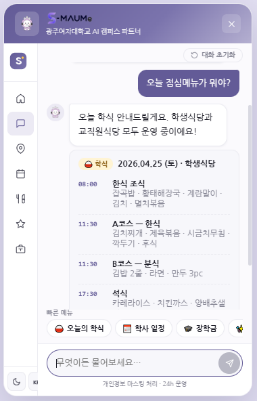 S-MAUM
광주여자대학교 AI 캠퍼스 파트너
S
대화 초기화
오늘 점심메뉴가 뭐야?
오늘 학식 안내드릴게요. 학생식당과
교직원식당 모두 운영 중이에요!
학식 2026.04.25 (토) · 학생식당
08:00 한식 조식
잡곡밥 · 황태해장국 · 계란말이 ·
김치 · 멸치볶음
11:30 A코스 — 한식
김치찌개 · 제육볶음 · 시금치무침 ·
깍두기 · 후식
11:30 B코스 — 분식
김밥 2줄 · 라면 · 만두 3pc
17:30 석식
카레라이스 · 치킨까스 · 양배추샐
빠른 메뉴
오늘의 학식 학사 일정 장학금
무엇이든 물어보세요…
개인정보 마스킹 처리 · 24h 운영